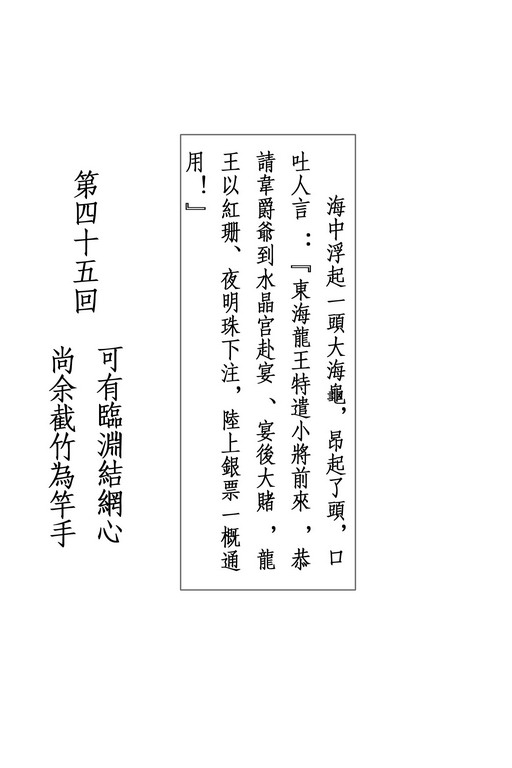 海中浮起一頭大海龜，昂起了頭，口
吐人言：『東海龍王特遣小將前來，恭
請韋爵爺到水晶宮赴宴、宴後大賭，龍
王以紅珊、夜明珠下注，陸上銀票一概通
用！』
第四十五回
可有臨淵結網心
尚余截竹為竿手